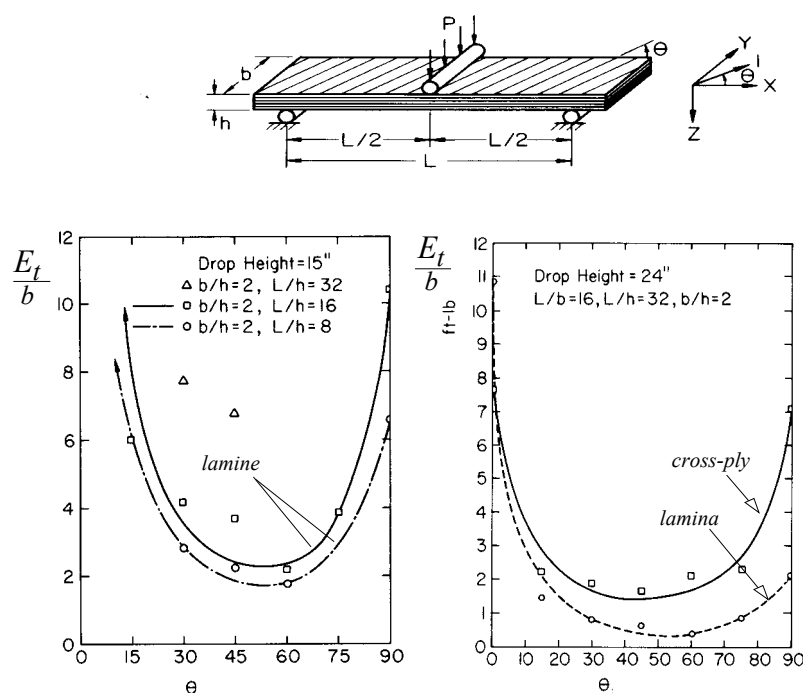 P
Y
θ
I
θ
X
b
h
Z
L/2
L/2
L
E_t
b
12
10
8
6
4
2
0
Drop Height=15"
△ b/h=2, L/h=32
□ b/h=2, L/h=16
○ b/h=2, L/h=8
lamine
15
30
45
60
75
90
θ
E_t
b
ft-lb
12
11
10
9
8
7
6
5
4
3
2
1
0
Drop Height=24"
L/b=16, L/h=32, b/h=2
cross-ply
lamina
0
10
20
30
40
50
60
70
80
90
θ